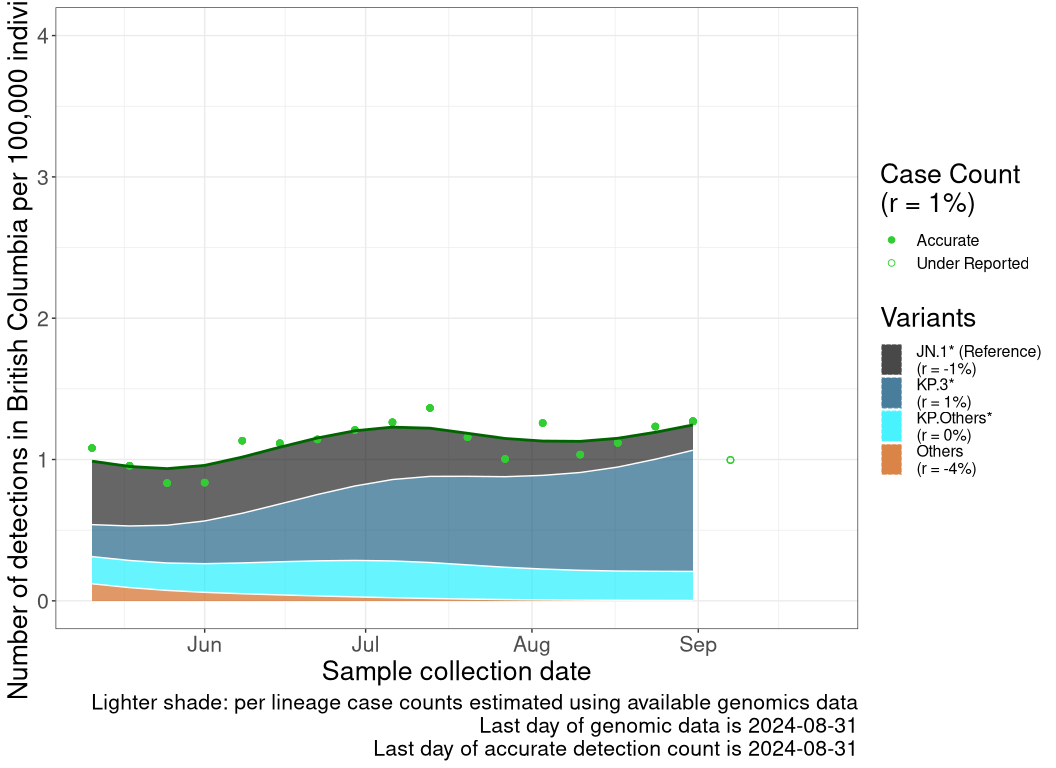 Number of detections in British Columbia per 100,000
4
3
2
1
0
Jun Jul Aug Sep
Sample collection date
Lighter shade: per lineage case counts estimated using available genomics data
Last day of genomic data is 2024-08-31
Last day of accurate detection count is 2024-08-31
Case Count
(r = 1%)
Accurate
Under Reported
Variants
JN.1* (Reference)
(r = -1%)
KP.3*
(r = 1%)
KP.Others*
(r = 0%)
Others
(r = -4%)